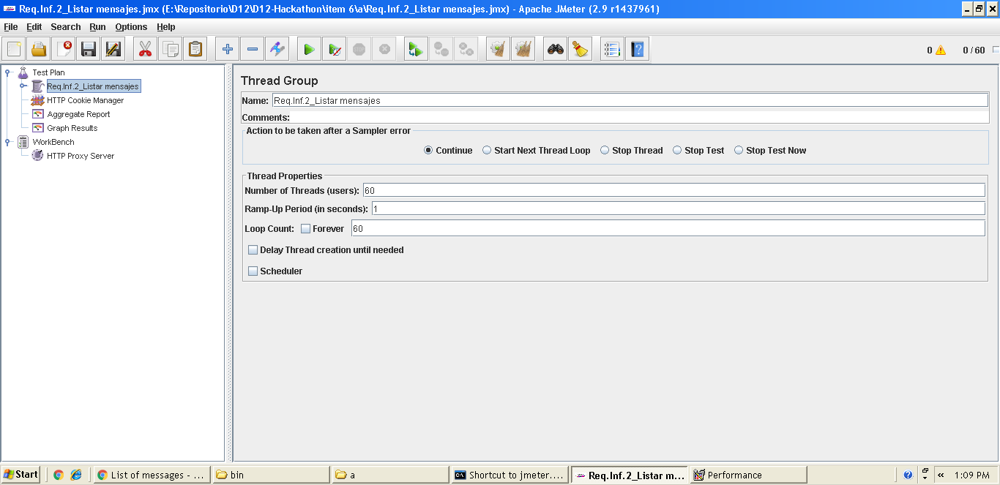 Req.Inf.2_Listar mensajes.jmx (E:\Repositorio\D12\D12-Hackathon\item 6\a\Req.Inf.2_Listar mensajes.jmx) - Apache JMeter (2.9 r1437961)
File Edit Search Run Options Help
0 0 / 60
Test Plan
Req.Inf.2_Listar mensajes
HTTP Cookie Manager
Aggregate Report
Graph Results
WorkBench
HTTP Proxy Server
Thread Group
Name: Req.Inf.2_Listar mensajes
Comments:
Action to be taken after a Sampler error
Continue Start Next Thread Loop Stop Thread Stop Test Stop Test Now
Thread Properties
Number of Threads (users): 60
Ramp-Up Period (in seconds): 1
Loop Count: Forever 60
Delay Thread creation until needed
Scheduler
Start List of messages - ... bin a Shortcut to jmeter.... Req.Inf.2_Listar m... Performance « 1:09 PM